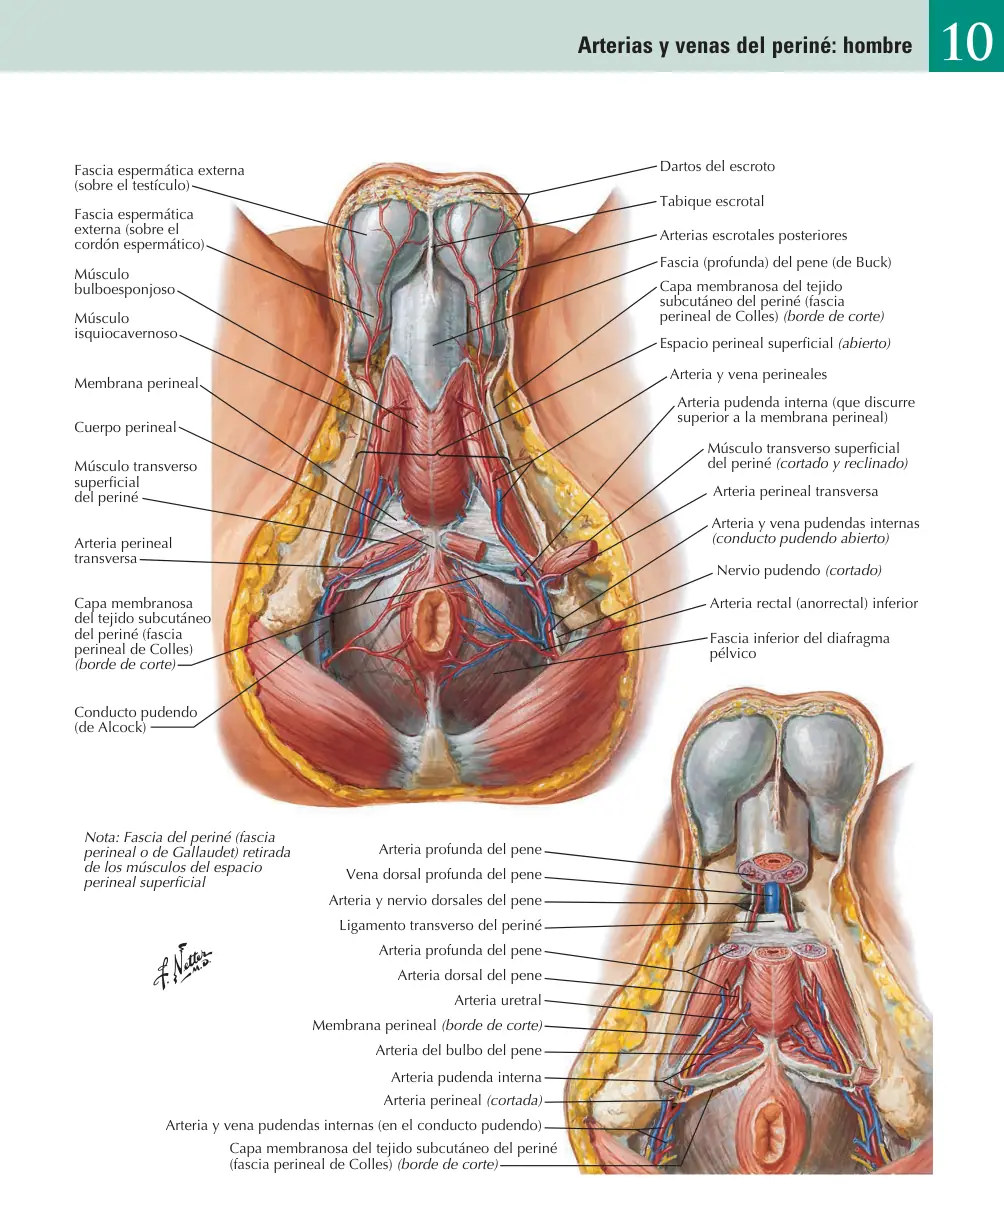 Arterias y venas del periné: hombre
10
Fascia espermática externa
(sobre el testículo)
Fascia espermática
externa (sobre el
cordón espermático)
Músculo
bulboesponjoso
Músculo
isquiocavernoso
Membrana perineal
Cuerpo perineal
Músculo transverso
superficial
del periné
Arteria perineal
transversa
Capa membranosa
del tejido subcutáneo
del periné (fascia
perineal de Colles)
(borde de corte)
Conducto pudendo
(de Alcock)
Dartos del escroto
Tabique escrotal
Arterias escrotales posteriores
Fascia (profunda) del pene (de Buck)
Capa membranosa del tejido
subcutáneo del periné (fascia
perineal de Colles) (borde de corte)
Espacio perineal superficial (abierto)
Arteria y vena perineales
Arteria pudenda interna (que discurre
superior a la membrana perineal)
Músculo transverso superficial
del periné (cortado y reclinado)
Arteria perineal transversa
Arteria y vena pudendas internas
(conducto pudendo abierto)
Nervio pudendo (cortado)
Arteria rectal (anorrectal) inferior
Fascia inferior del diafragma
pélvico
Nota: Fascia del periné (fascia
perineal o de Gallaudet) retirada
de los músculos del espacio
perineal superficial
F. Netter
M.D.
Arteria profunda del pene
Vena dorsal profunda del pene
Arteria y nervio dorsales del pene
Ligamento transverso del periné
Arteria profunda del pene
Arteria dorsal del pene
Arteria uretral
Membrana perineal (borde de corte)
Arteria del bulbo del pene
Arteria pudenda interna
Arteria perineal (cortada)
Arteria y vena pudendas internas (en el conducto pudendo)
Capa membranosa del tejido subcutáneo del periné
(fascia perineal de Colles) (borde de corte)